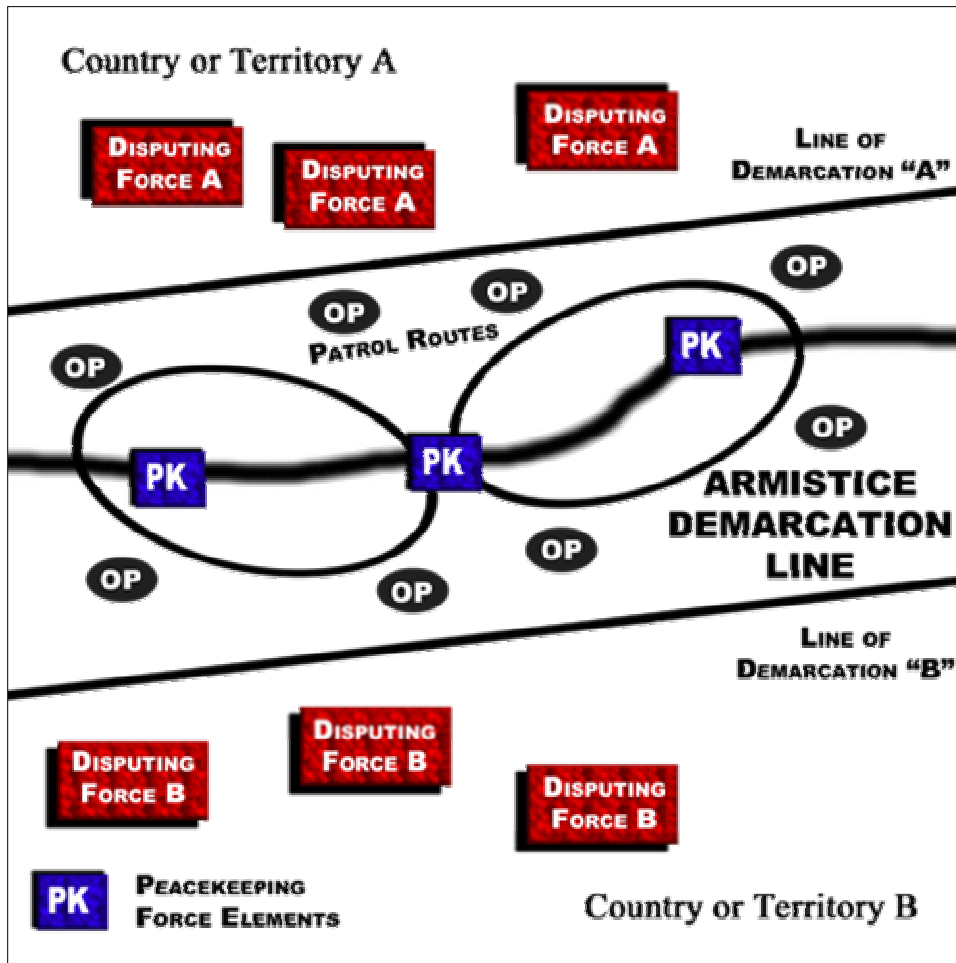 Country or Territory A
DISPUTING
FORCE A
DISPUTING
FORCE A
DISPUTING
FORCE A
LINE OF
DEMARCATION “A”
OP
OP
OP
OP
PATROL ROUTES
PK
PK
PK
OP
ARMISTICE
DEMARCATION
LINE
OP
OP
OP
LINE OF
DEMARCATION “B”
DISPUTING
FORCE B
DISPUTING
FORCE B
DISPUTING
FORCE B
PK
PEACEKEEPING
FORCE ELEMENTS
Country or Territory B